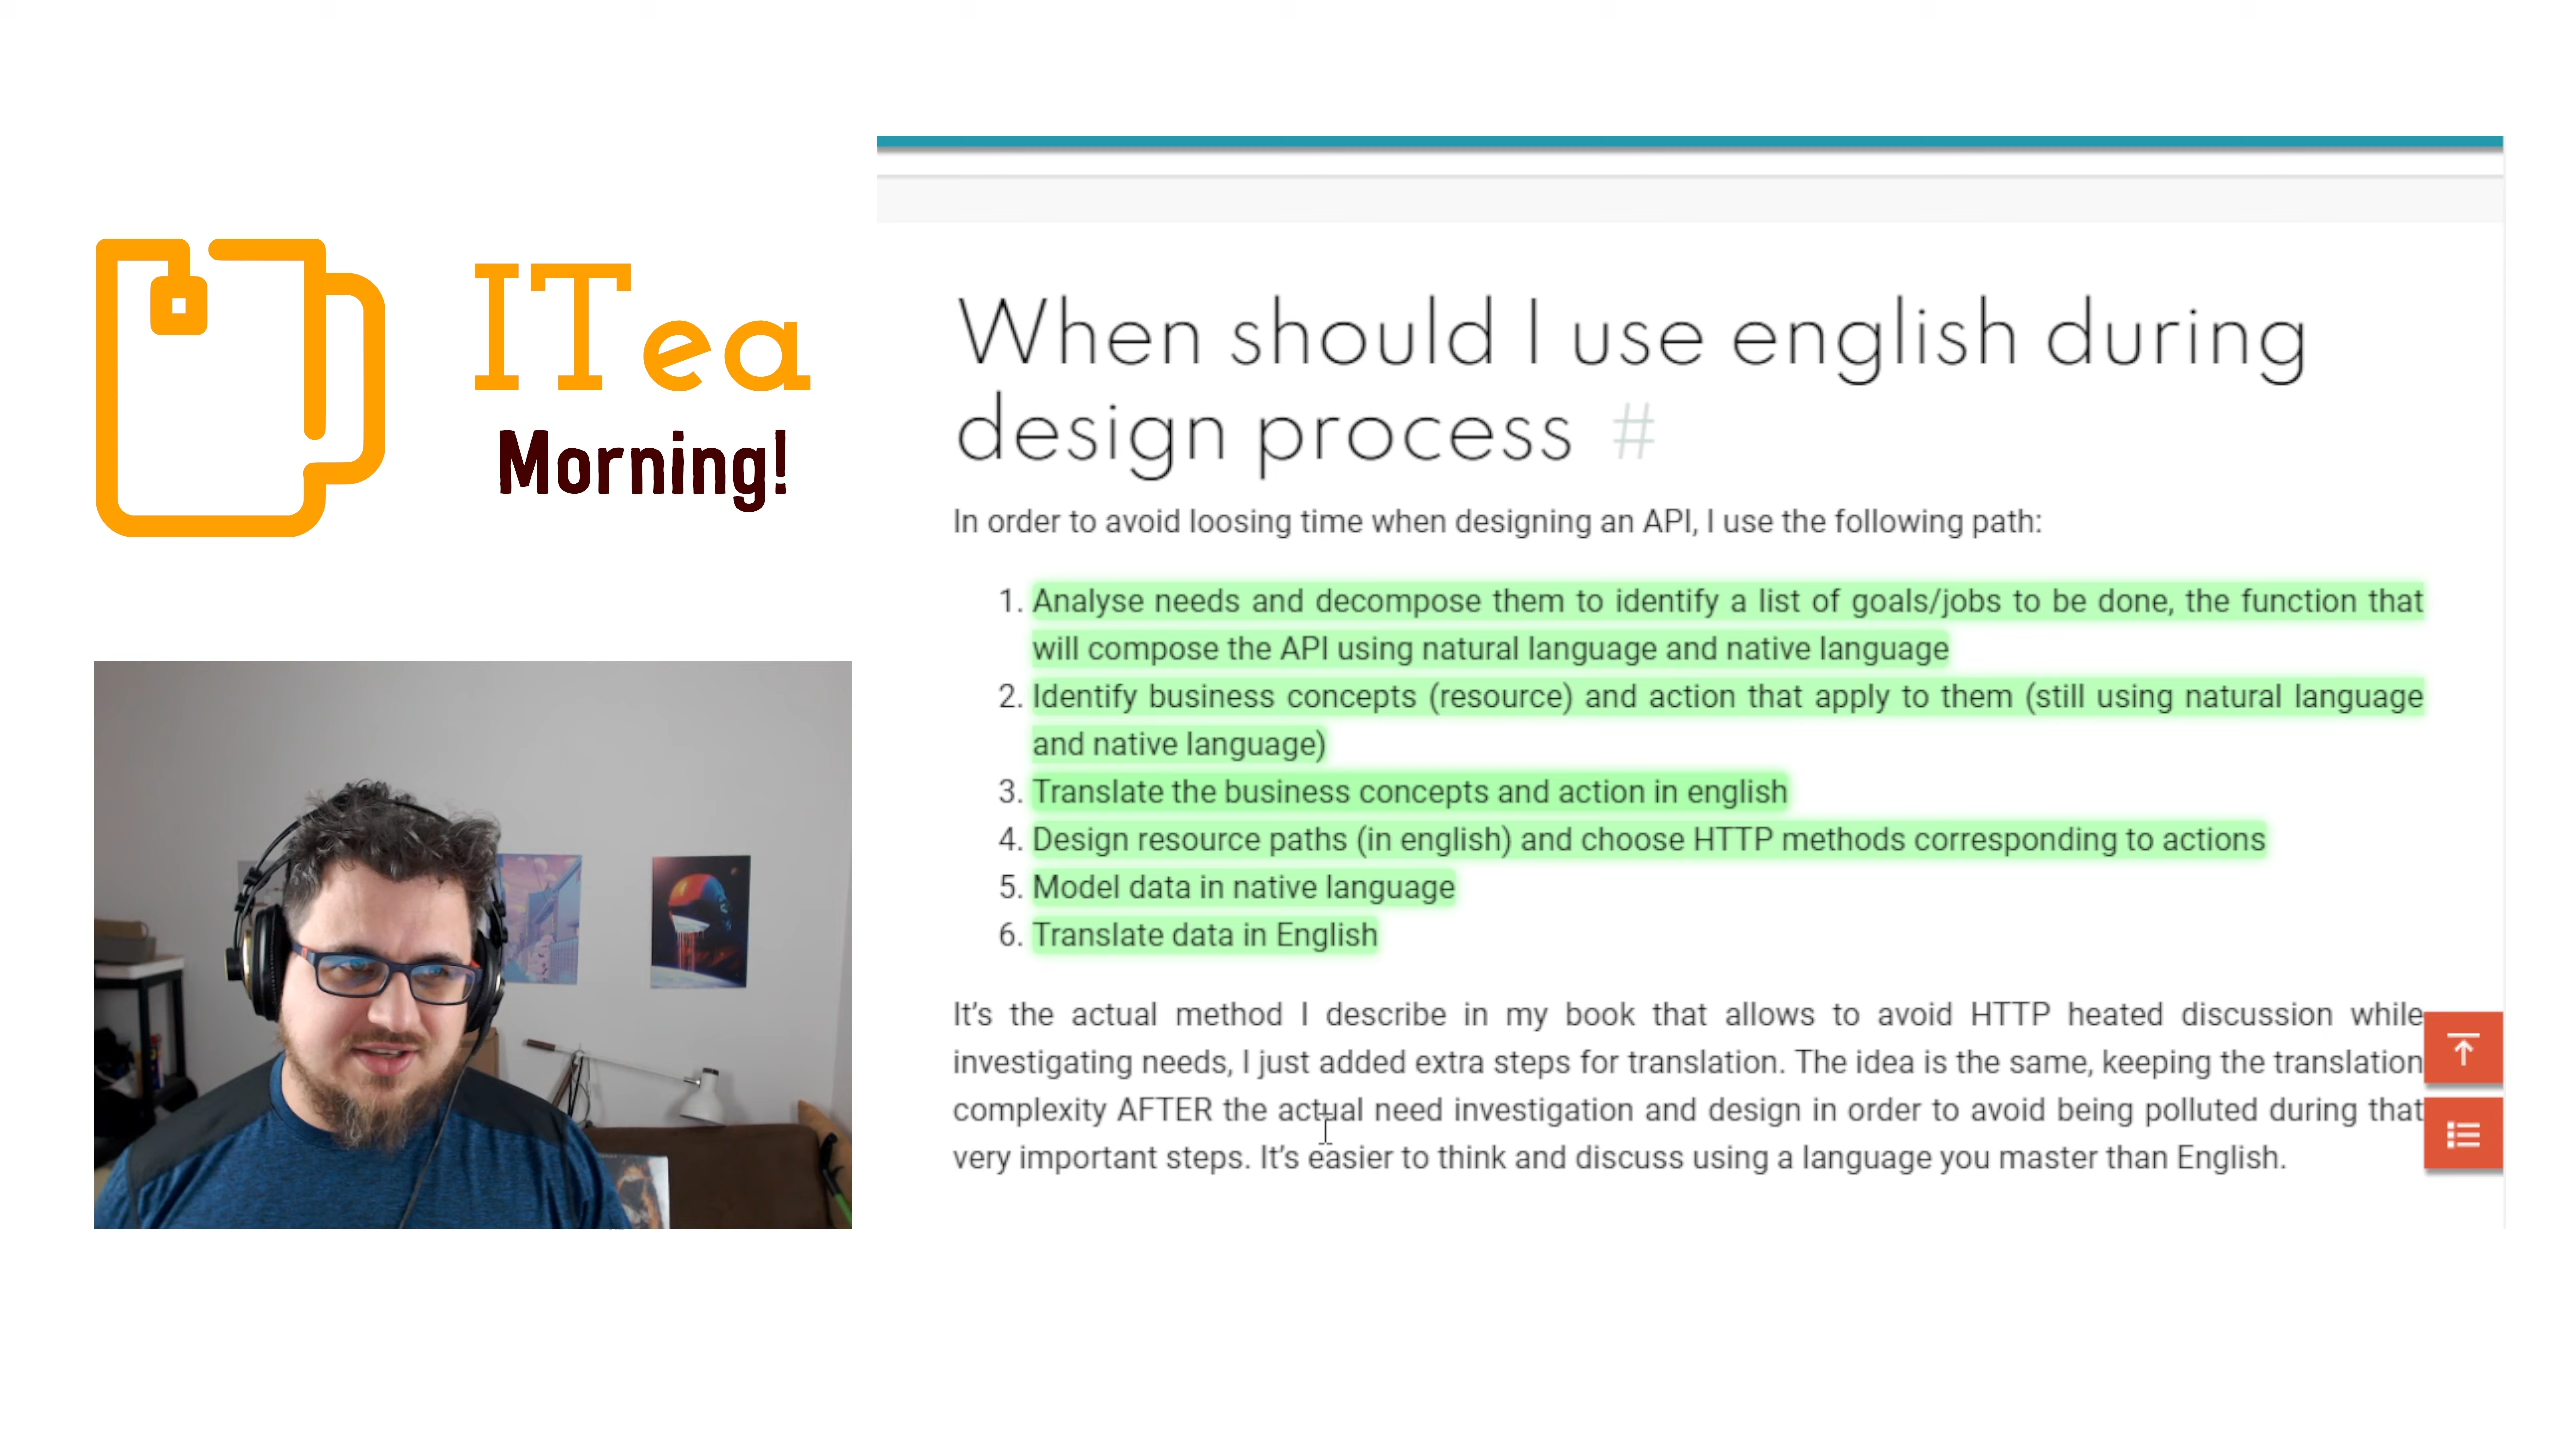 ITea
Morning!
When should I use english during
design process #
In order to avoid loosing time when designing an API, I use the following path:
1. Analyse needs and decompose them to identify a list of goals/jobs to be done, the function that
will compose the API using natural language and native language
2. Identify business concepts (resource) and action that apply to them (still using natural language
and native language)
3. Translate the business concepts and action in english
4. Design resource paths (in english) and choose HTTP methods corresponding to actions
5. Model data in native language
6. Translate data in English
It's the actual method I describe in my book that allows to avoid HTTP heated discussion while
investigating needs, I just added extra steps for translation. The idea is the same, keeping the translation
complexity AFTER the actual need investigation and design in order to avoid being polluted during that
very important steps. It's easier to think and discuss using a language you master than English.